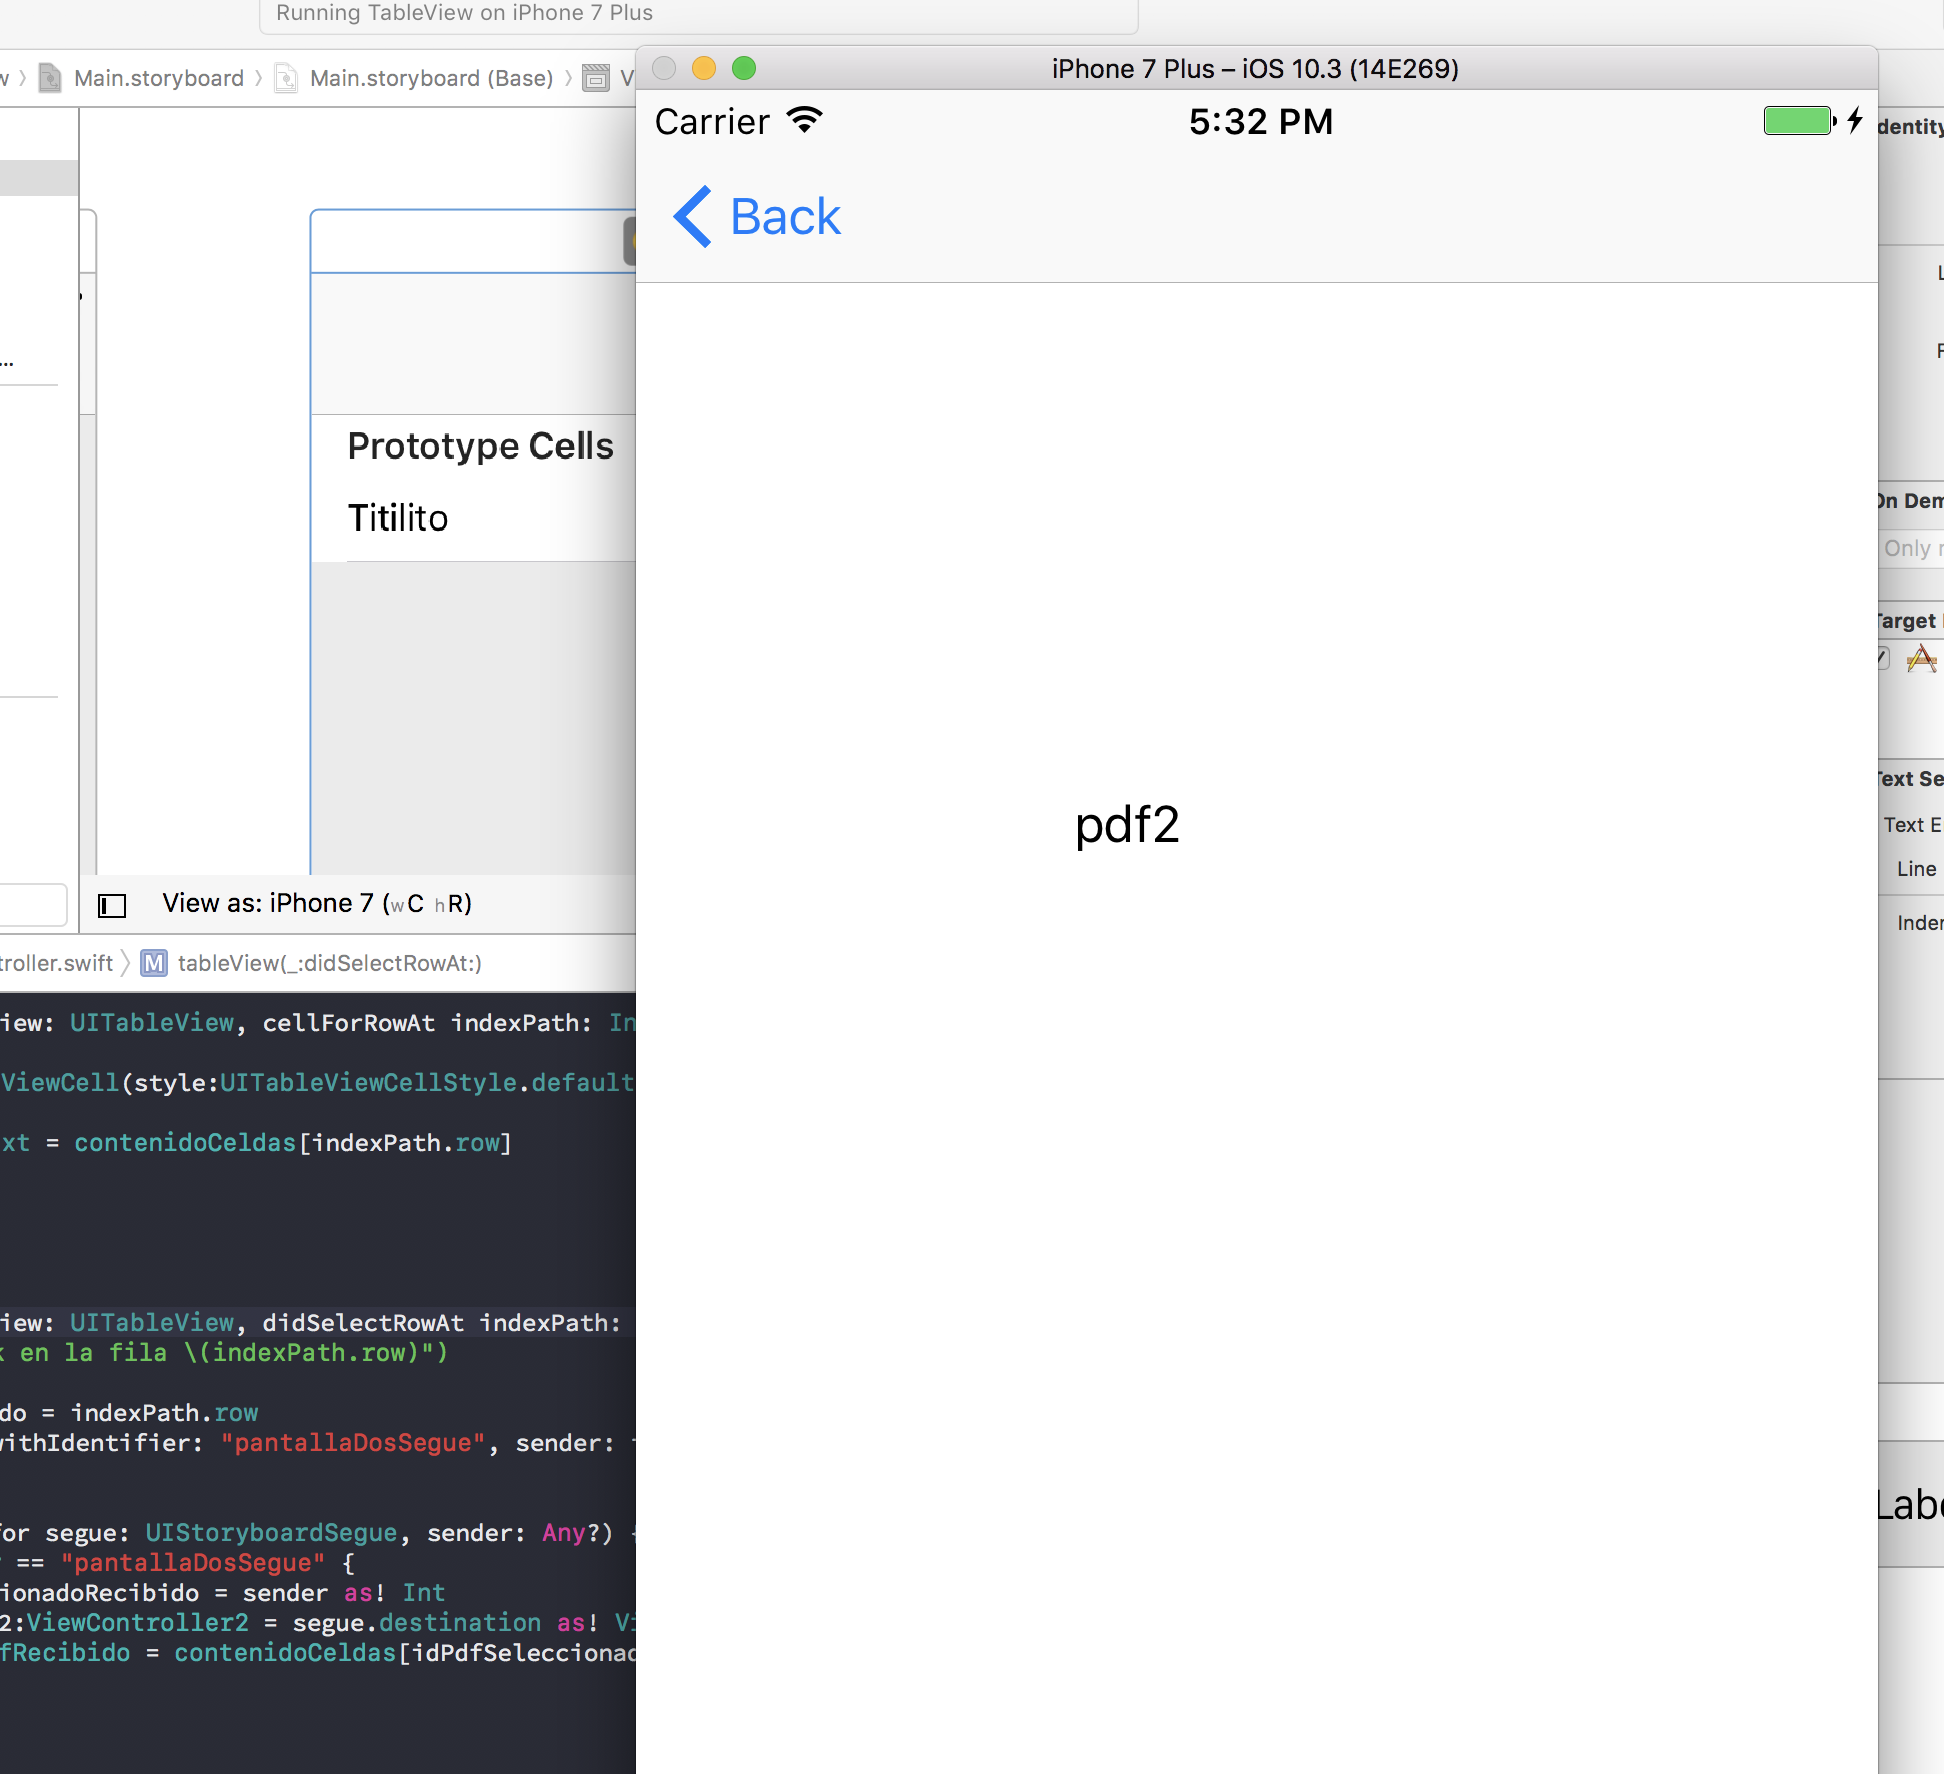 Running TableView on iPhone 7 Plus
Main.storyboard
Main.storyboard (Base)
iPhone 7 Plus – iOS 10.3 (14E269)
Carrier
5:32 PM
Back
Prototype Cells
Titilito
pdf2
View as: iPhone 7 (wC hR)
troller.swift
M
tableView(_:didSelectRowAt:)
iew: UITableView, cellForRowAt indexPath: In
ViewCell(style:UITableViewCellStyle.default
xt = contenidoCeldas[indexPath.row]
iew: UITableView, didSelectRowAt indexPath:
k en la fila \(indexPath.row)")
do = indexPath.row
withIdentifier: "pantallaDosSegue", sender:
for segue: UIStoryboardSegue, sender: Any?) {
== "pantallaDosSegue" {
ionadoRecibido = sender as! Int
2:ViewController2 = segue.destination as! Vi
fRecibido = contenidoCeldas[idPdfSeleccionad
dentity
On Dem
Only r
Target
Text Se
Text E
Line
Inden
Labe